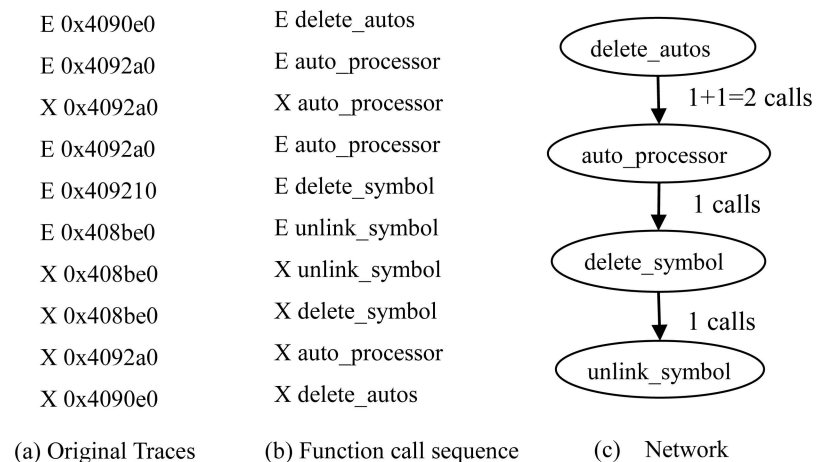 E 0x4090e0
E 0x4092a0
X 0x4092a0
E 0x4092a0
E 0x409210
E 0x408be0
X 0x408be0
X 0x408be0
X 0x4092a0
X 0x4090e0
(a) Original Traces
E delete_autos
E auto_processor
X auto_processor
E auto_processor
E delete_symbol
E unlink_symbol
X unlink_symbol
X delete_symbol
X auto_processor
X delete_autos
(b) Function call sequence
delete_autos
1+1=2 calls
auto_processor
1 calls
delete_symbol
1 calls
unlink_symbol
(c) Network